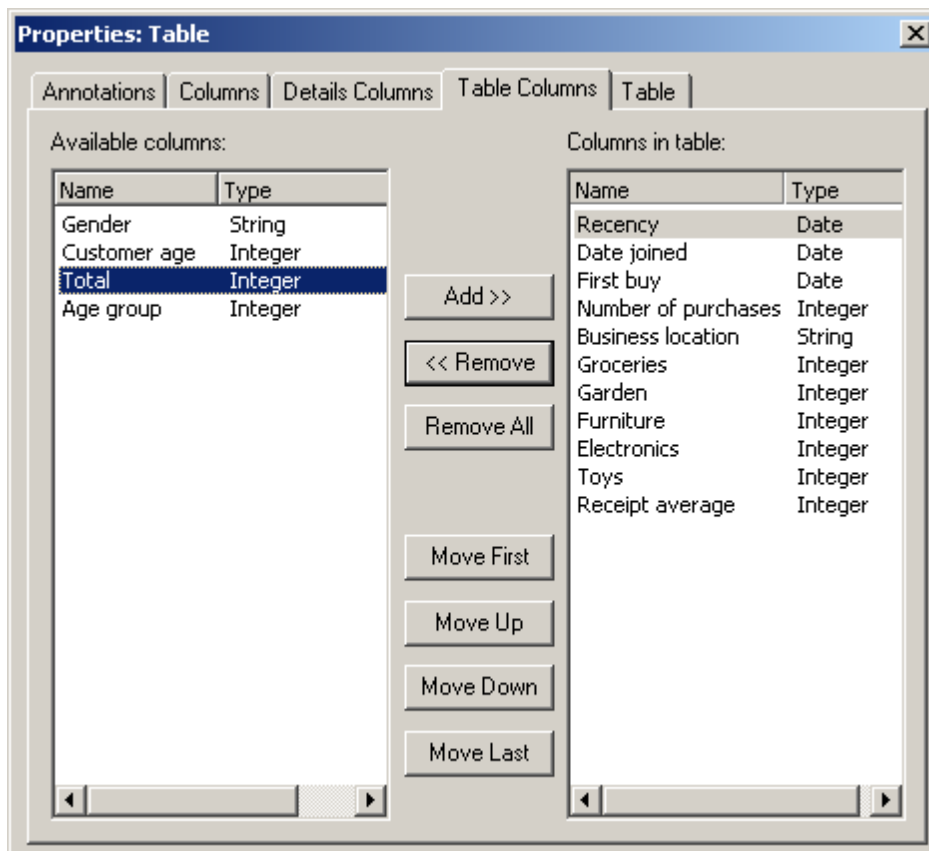 Properties: Table
Annotations Columns Details Columns Table Columns Table
Available columns:
Name Type
Gender String
Customer age Integer
Total Integer
Age group Integer
Add >>
<< Remove
Remove All
Move First
Move Up
Move Down
Move Last
Columns in table:
Name Type
Recency Date
Date joined Date
First buy Date
Number of purchases Integer
Business location String
Groceries Integer
Garden Integer
Furniture Integer
Electronics Integer
Toys Integer
Receipt average Integer